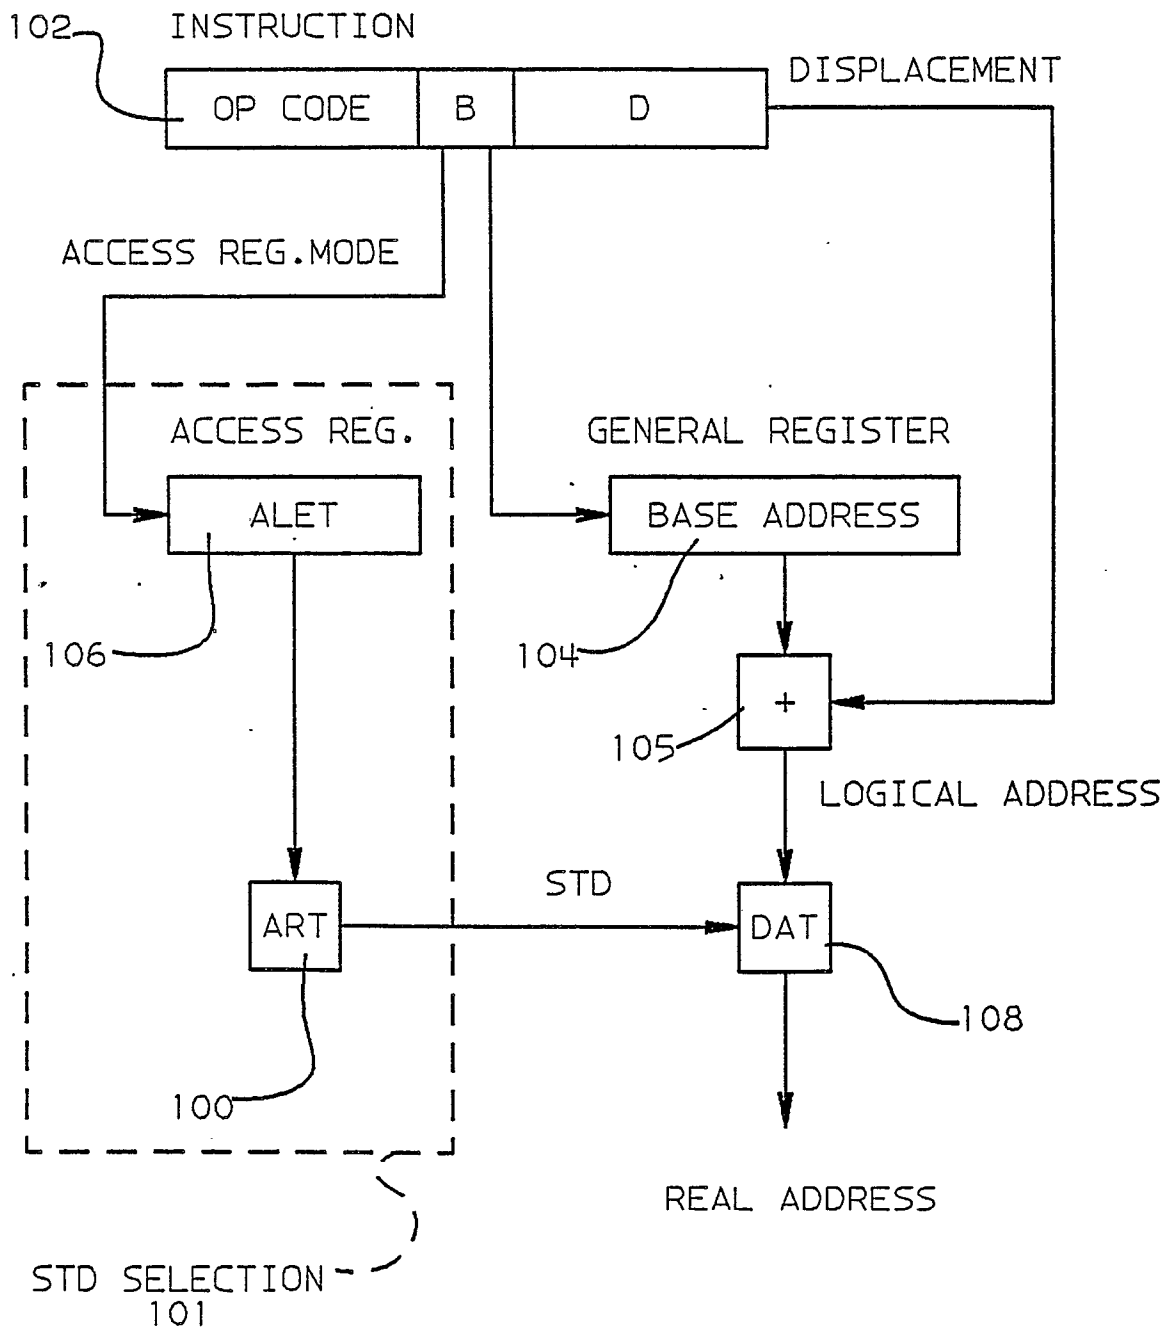 102 INSTRUCTION
DISPLACEMENT
OP CODE B D
ACCESS REG.MODE
ACCESS REG. GENERAL REGISTER
ALET BASE ADDRESS
106 104
+
105
LOGICAL ADDRESS
STD
ART DAT
108
100
REAL ADDRESS
STD SELECTION
101